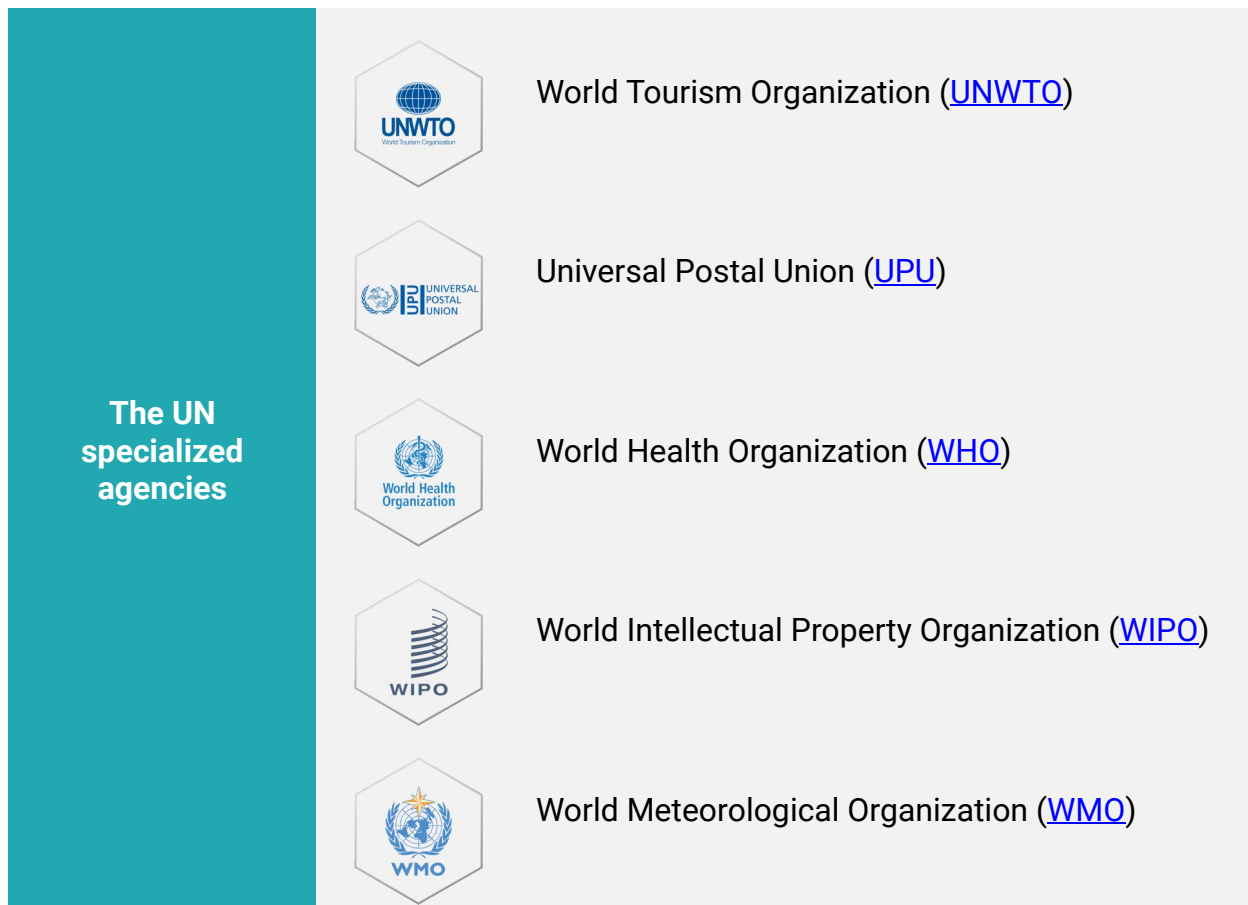 UNWTO
World Tourism Organization
World Tourism Organization (UNWTO)
UPU
UNIVERSAL
POSTAL
UNION
Universal Postal Union (UPU)
The UN
specialized
agencies
World Health
Organization
World Health Organization (WHO)
WIPO
World Intellectual Property Organization (WIPO)
WMO
World Meteorological Organization (WMO)